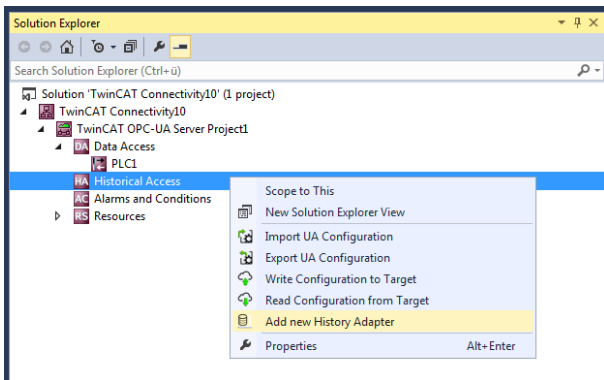 Solution Explorer
Search Solution Explorer (Ctrl+ü)
Solution 'TwinCAT Connectivity10' (1 project)
TwinCAT Connectivity10
TwinCAT OPC-UA Server Project1
DA Data Access
PLC1
HA Historical Access
AC Alarms and Conditions
RS Resources
Scope to This
New Solution Explorer View
Import UA Configuration
Export UA Configuration
Write Configuration to Target
Read Configuration from Target
Add new History Adapter
Properties Alt+Enter